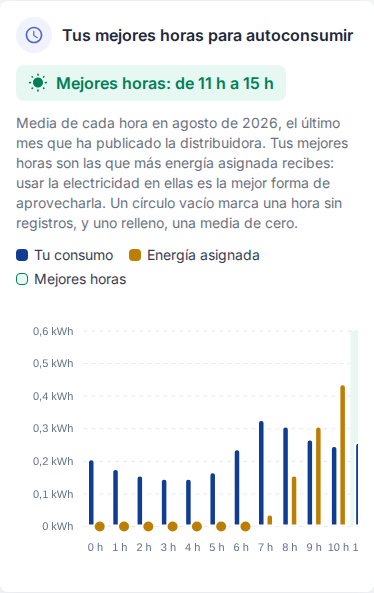 Tus mejores horas para autoconsumir
Mejores horas: de 11 h a 15 h
Media de cada hora en agosto de 2026, el último
mes que ha publicado la distribuidora. Tus mejores
horas son las que más energía asignada recibes:
usar la electricidad en ellas es la mejor forma de
aprovecharla. Un círculo vacío marca una hora sin
registros, y uno relleno, una media de cero.
Tu consumo Energía asignada
Mejores horas
0,6 kWh
0,5 kWh
0,4 kWh
0,3 kWh
0,2 kWh
0,1 kWh
0 kWh
0 h 1 h 2 h 3 h 4 h 5 h 6 h 7 h 8 h 9 h 10 h 1